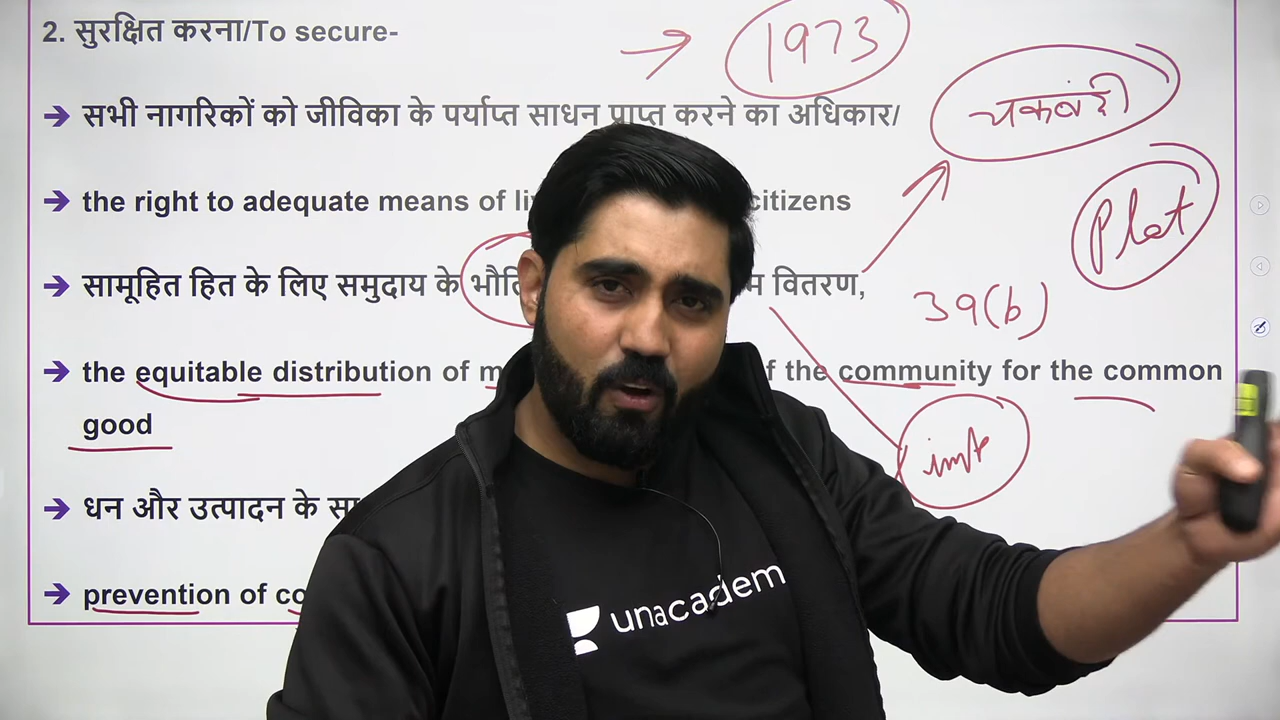 2. सुरक्षित करना/To secure-
1973
सभी नागरिकों को जीविका के पर्याप्त साधन प्राप्त करने का अधिकार/
चकबंदी
the right to adequate means of citizens
Plot
सामूहित हित के लिए समुदाय के वितरण,
39(b)
the equitable distribution of of the community for the common
good
imp
धन और उत्पादन के
prevention of
unacadem